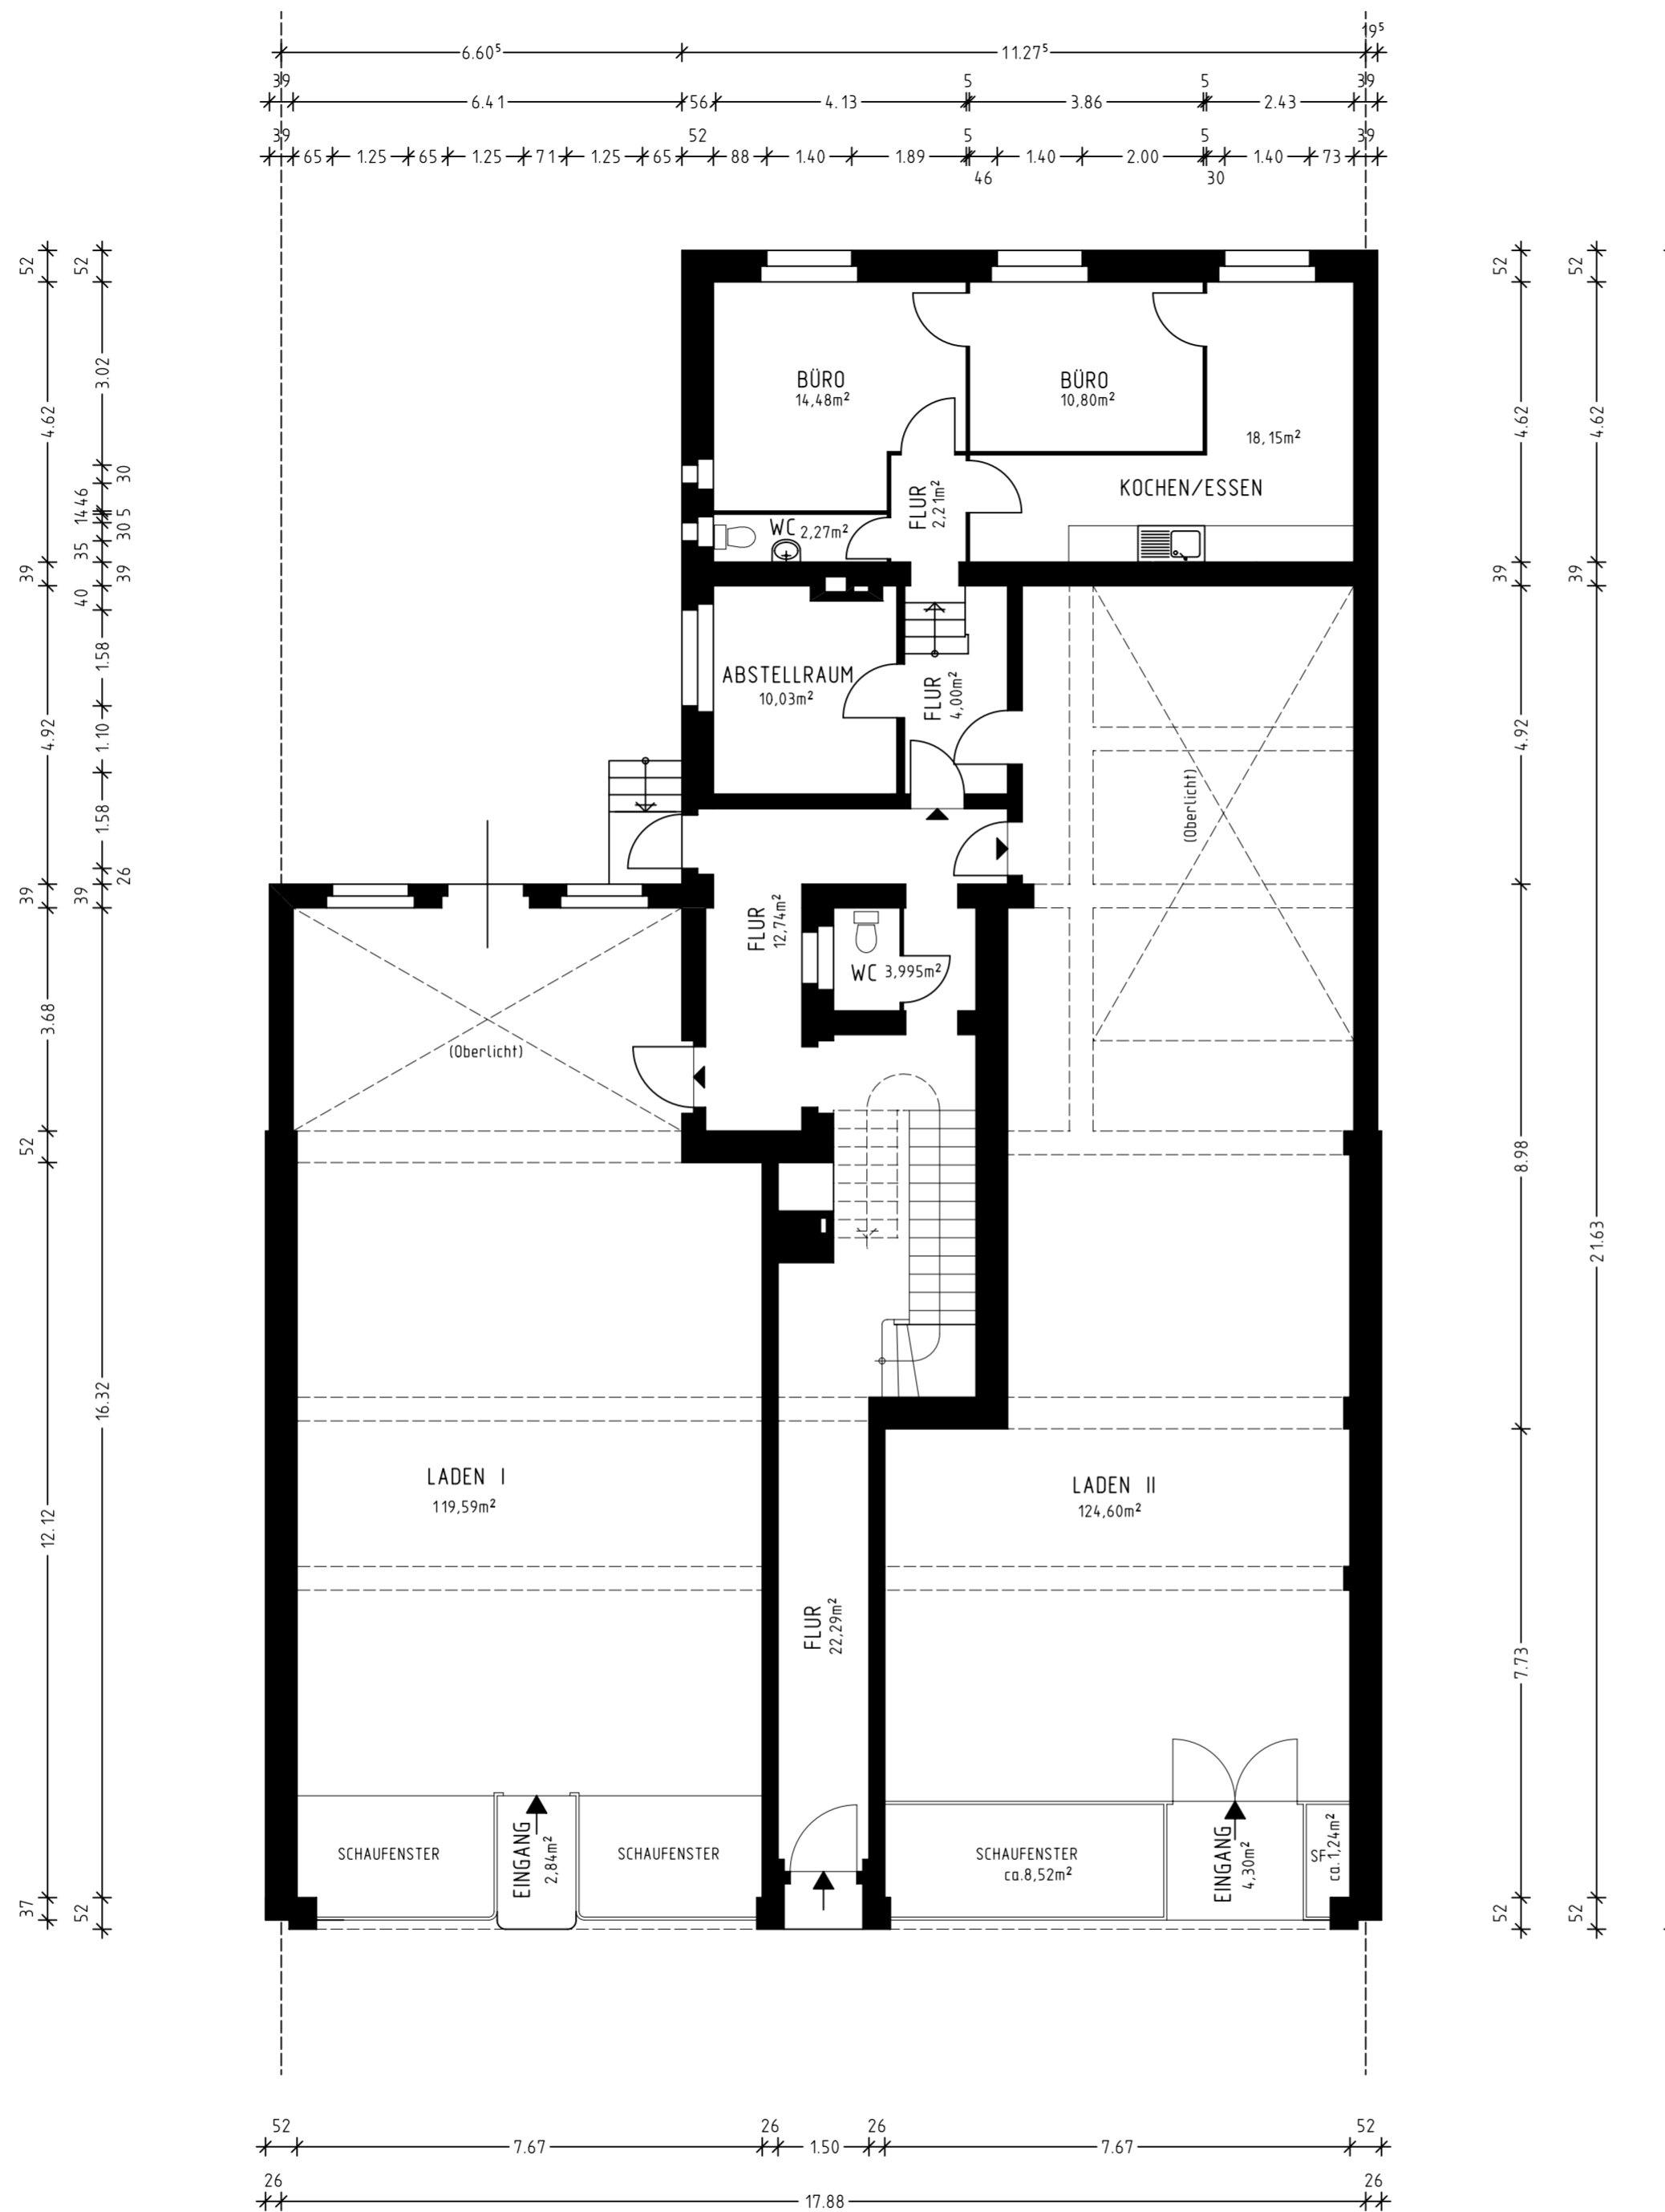 19⁵
6.60⁵ 11.27⁵
39 5 5 39
6.41 56 4.13 3.86 2.43
39 52 5 5 39
65 1.25 65 1.25 71 1.25 65 88 1.40 1.89 1.40 2.00 1.40 73
46 30
52
4.62
39
4.92
39
3.68
52
12.12
37
52
3.02
30
46
14
5
30
35
39
40
1.58
1.10
1.58
26
39
16.32
52
BÜRO
14,48m²
BÜRO
10,80m²
18,15m²
KOCHEN/ESSEN
FLUR
2,21m²
WC 2,27m²
ABSTELLRAUM
10,03m²
FLUR
4,00m²
(Oberlicht)
FLUR
12,74m²
WC 3,995m²
(Oberlicht)
LADEN I
119,59m²
LADEN II
124,60m²
FLUR
22,29m²
SCHAUFENSTER
EINGANG
2,84m²
SCHAUFENSTER
SCHAUFENSTER
ca.8,52m²
EINGANG
4,30m²
SF
ca.1,24m²
52
4.62
39
4.92
8.98
7.73
52
52
4.62
39
21.63
52
52 26 26 52
7.67 1.50 7.67
26 26
17.88